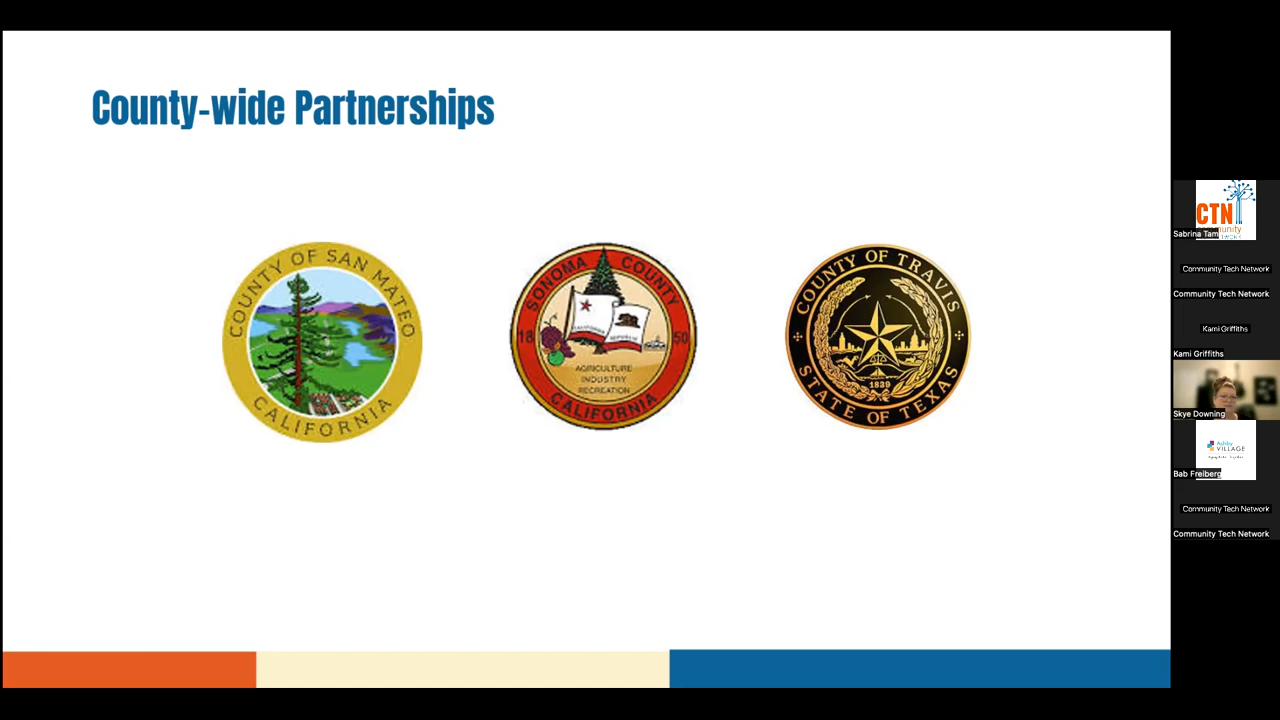 County-wide Partnerships
COUNTY OF SAN MATEO
CALIFORNIA
SONOMA COUNTY
18 50
AGRICULTURE
INDUSTRY
RECREATION
CALIFORNIA
COUNTY OF TRAVIS
1839
STATE OF TEXAS
CTN
Sabrina Tam
Community Tech Network
Community Tech Network
Kami Griffiths
Kami Griffiths
Skye Downing
Ashby
VILLAGE
Bab Freiberg
Community Tech Network
Community Tech Network